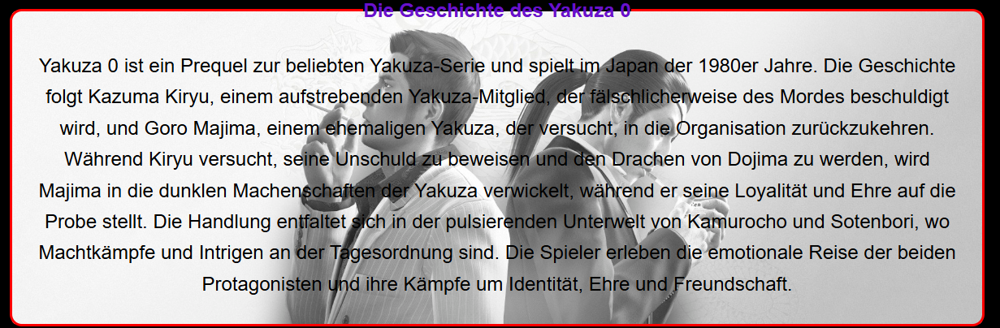 Die Geschichte des Yakuza 0
Yakuza 0 ist ein Prequel zur beliebten Yakuza-Serie und spielt im Japan der 1980er Jahre. Die Geschichte
folgt Kazuma Kiryu, einem aufstrebenden Yakuza-Mitglied, der fälschlicherweise des Mordes beschuldigt
wird, und Goro Majima, einem ehemaligen Yakuza, der versucht, in die Organisation zurückzukehren.
Während Kiryu versucht, seine Unschuld zu beweisen und den Drachen von Dojima zu werden, wird
Majima in die dunklen Machenschaften der Yakuza verwickelt, während er seine Loyalität und Ehre auf die
Probe stellt. Die Handlung entfaltet sich in der pulsierenden Unterwelt von Kamurocho und Sotenbori, wo
Machtkämpfe und Intrigen an der Tagesordnung sind. Die Spieler erleben die emotionale Reise der beiden
Protagonisten und ihre Kämpfe um Identität, Ehre und Freundschaft.